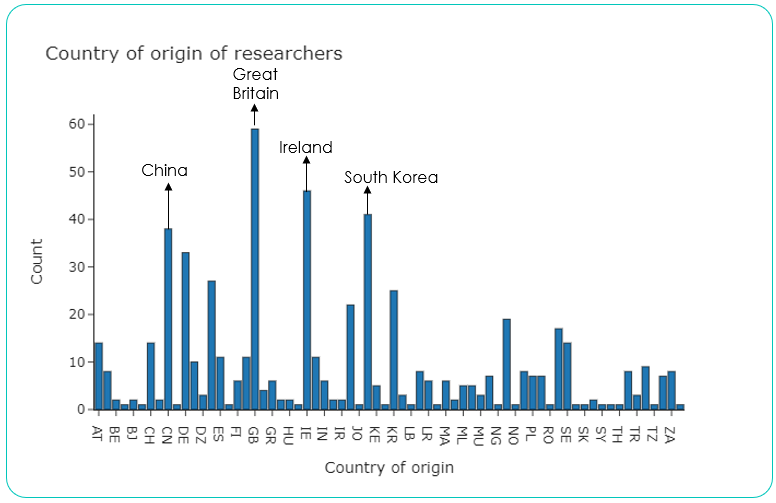 Country of origin of researchers
Great
Britain
Ireland
China
South Korea
60
50
40
30
20
10
0
Count
AT
BE
BJ
CH
CN
DE
DZ
ES
FI
GB
GR
HU
IE
IN
IR
JO
KE
KR
LB
LR
MA
ML
MU
NG
NO
PL
RO
SE
SK
SY
TH
TR
TZ
ZA
Country of origin